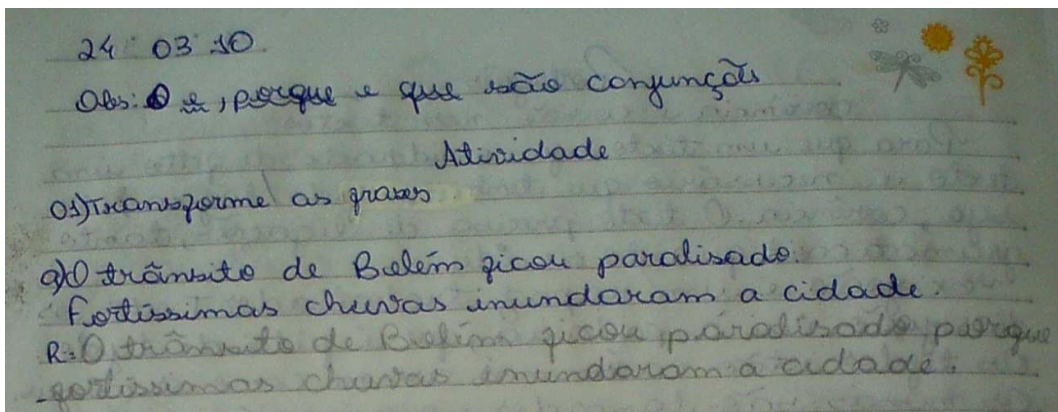 24 03 10
Obs: O e, porque e que são conjunçõs
Atividade
01) Transforme as frases
a) O trânsito de Belém ficou paralisado.
Fortíssimas chuvas inundaram a cidade.
R: O trânsito de Belém ficou paralisado porque
fortíssimas chuvas inundaram a cidade.